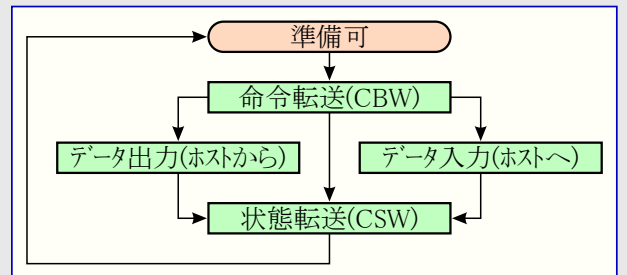 準備可
命令転送(CBW)
データ出力(ホストから)
データ入力(ホストへ)
状態転送(CSW)